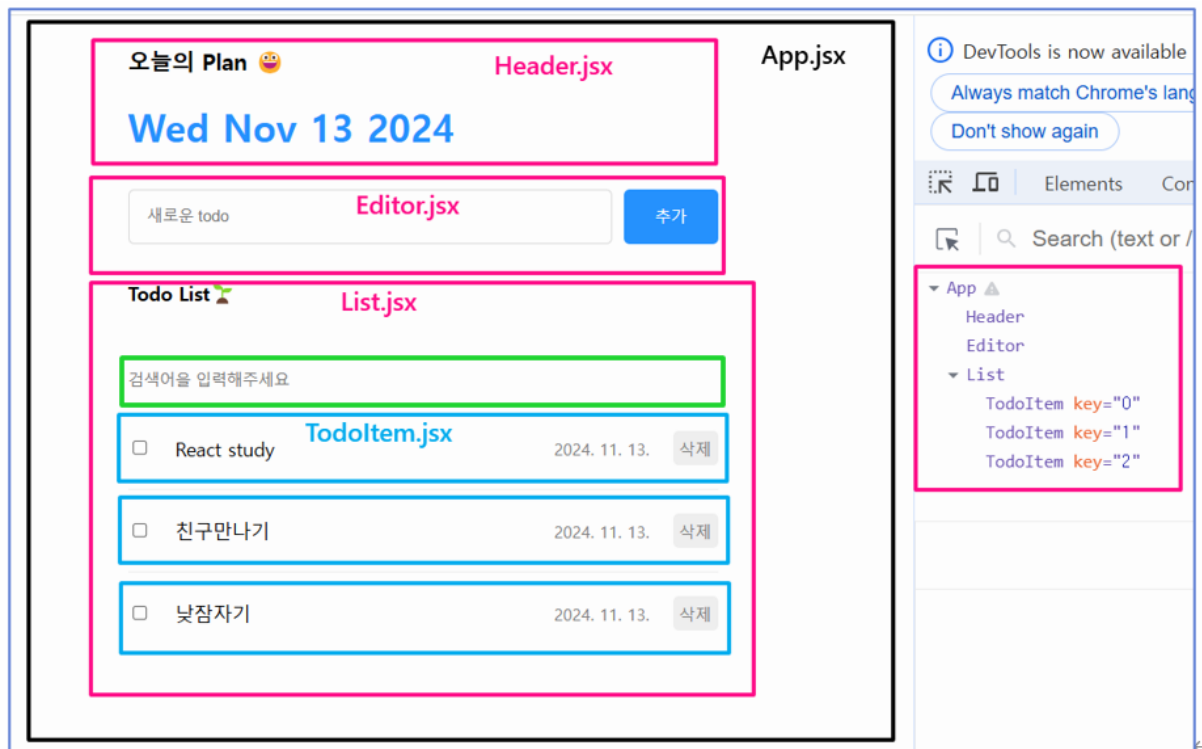 오늘의 Plan 😀
Header.jsx
App.jsx
Wed Nov 13 2024
새로운 todo
Editor.jsx
추가
Todo List🌱
List.jsx
검색어을 입력해주세요
TodoItem.jsx
React study
2024. 11. 13.
삭제
친구만나기
2024. 11. 13.
삭제
낮잠자기
2024. 11. 13.
삭제
DevTools is now available
Always match Chrome's lang
Don't show again
Elements
Con
Search (text or /
App
Header
Editor
List
TodoItem key="0"
TodoItem key="1"
TodoItem key="2"